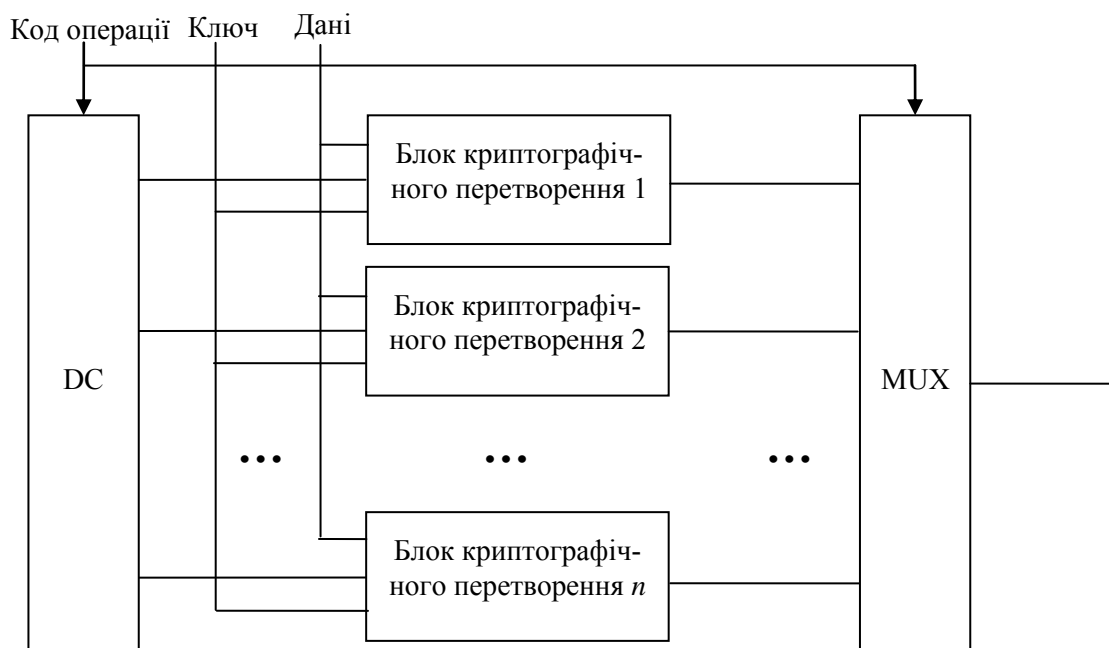 Код операції Ключ Дані
Блок криптографіч-
ного перетворення 1
Блок криптографіч-
ного перетворення 2
DC
MUX
... ... ...
Блок криптографіч-
ного перетворення n